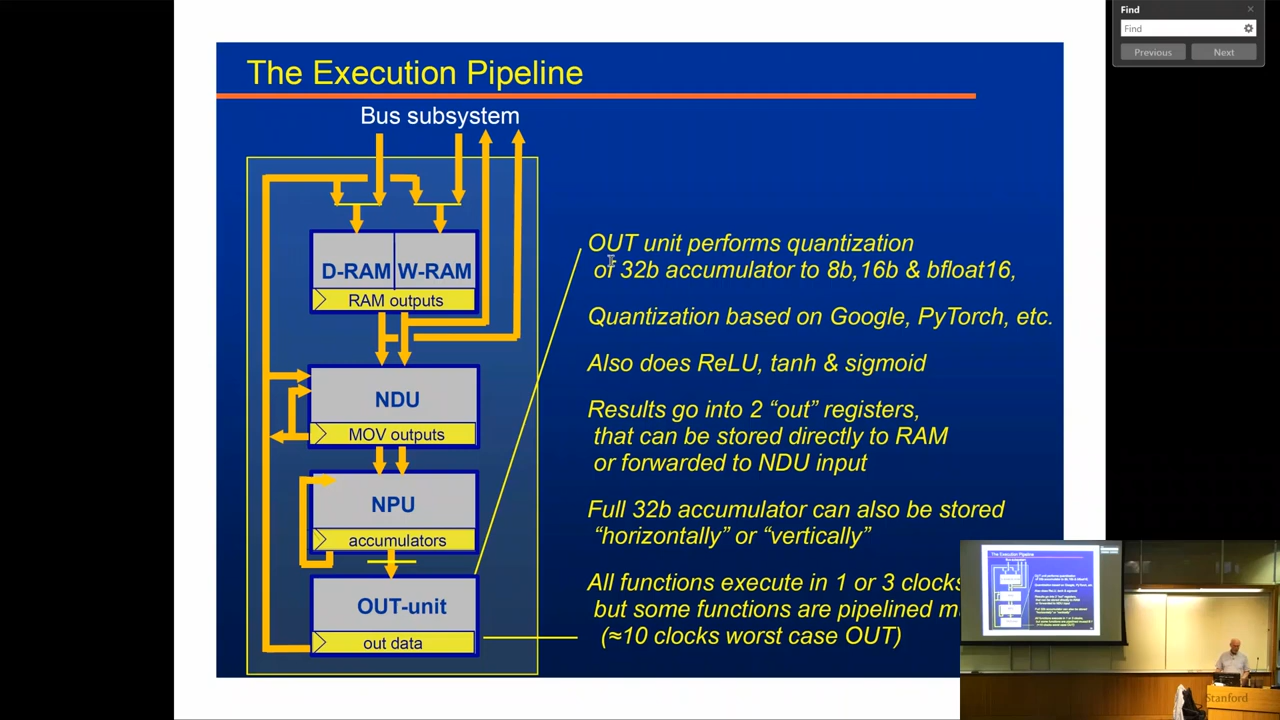 Find
Find
Previous
Next
The Execution Pipeline
Bus subsystem
D-RAM
W-RAM
RAM outputs
NDU
MOV outputs
NPU
accumulators
OUT-unit
out data
OUT unit performs quantization
of 32b accumulator to 8b,16b & bfloat16,
Quantization based on Google, PyTorch, etc.
Also does ReLU, tanh & sigmoid
Results go into 2 “out” registers,
that can be stored directly to RAM
or forwarded to NDU input
Full 32b accumulator can also be stored
“horizontally” or “vertically”
All functions execute in 1 or 3 clocks
but some functions are pipelined
(≈10 clocks worst case OUT)
The Execution Pipeline
Stanford